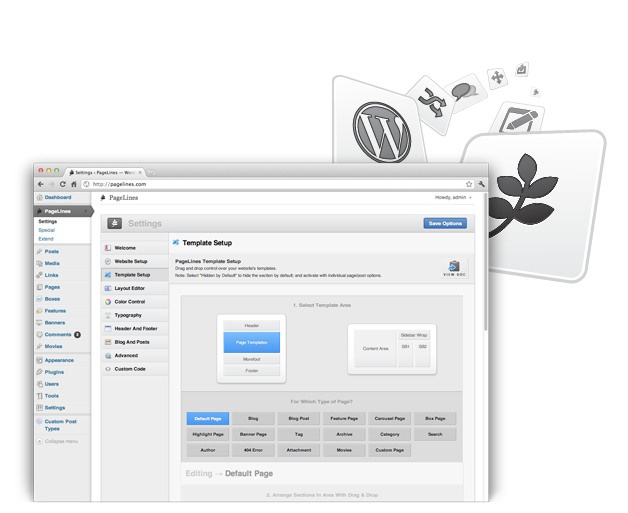 W
Settings ‹ PageLines — Wo
http://pagelines.com
Dashboard
PageLines
Settings
Special
Extend
Posts
Media
Links
Pages
Boxes
Features
Banners
Comments
Movies
Appearance
Plugins
Users
Tools
Settings
Custom Post
Types
Collapse menu
PageLines
Howdy, admin
Settings
Save Options
Welcome
Website Setup
Template Setup
Layout Editor
Color Control
Typography
Header And Footer
Blog And Posts
Advanced
Custom Code
Template Setup
PageLines Template Setup
Drag and drop control over your website's templates.
Note: Select "Hidden by Default" to hide the section by default; and activate with individual page/post options.
VIEW DOC
1. Select Template Area
Header
Page Templates
Morefoot
Footer
Content Area
Sidebar Wrap
SB1 SB2
For Which Type of Page?
Default Page Blog Blog Post Feature Page Carousel Page Box Page
Highlight Page Banner Page Tag Archive Category Search
Author 404 Error Attachment Movies Custom Page
Editing → Default Page
2. Arrange Sections In Area With Drag & Drop